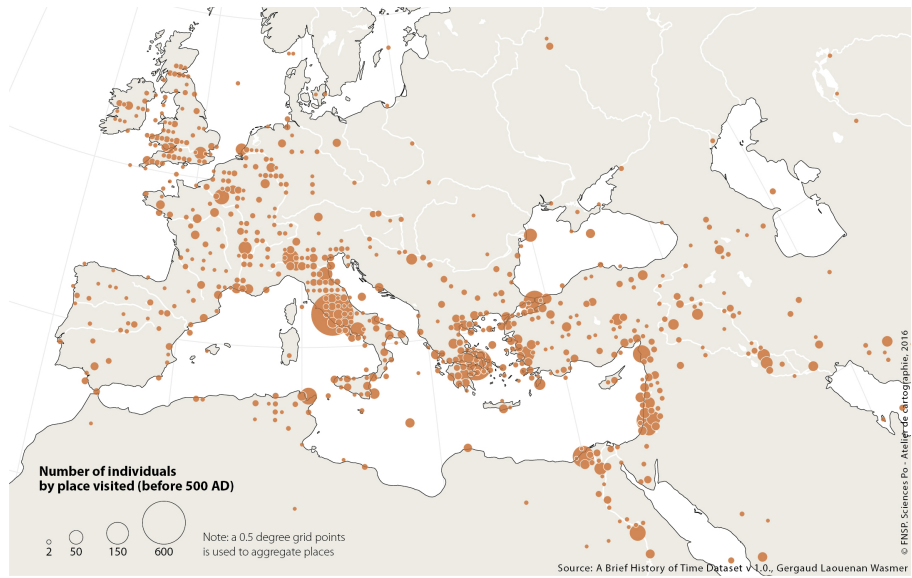 Number of individuals
by place visited (before 500 AD)
2 50 150 600
Note: a 0.5 degree grid points
is used to aggregate places
Source: A Brief History of Time Dataset v 1.0., Gergaud Laouenan Wasmer
© FNSP. Sciences Po - Atelier de cartographie, 2016